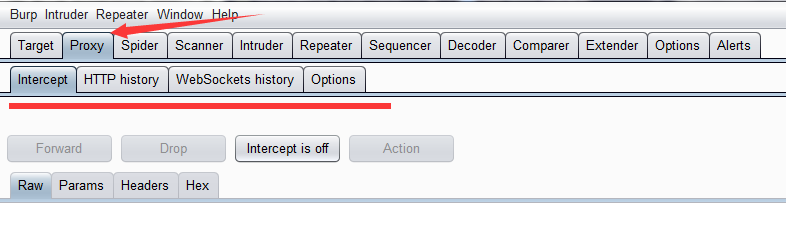 Burp Intruder Repeater Window Help
Target Proxy Spider Scanner Intruder Repeater Sequencer Decoder Comparer Extender Options Alerts
Intercept HTTP history WebSockets history Options
Forward Drop Intercept is off Action
Raw Params Headers Hex